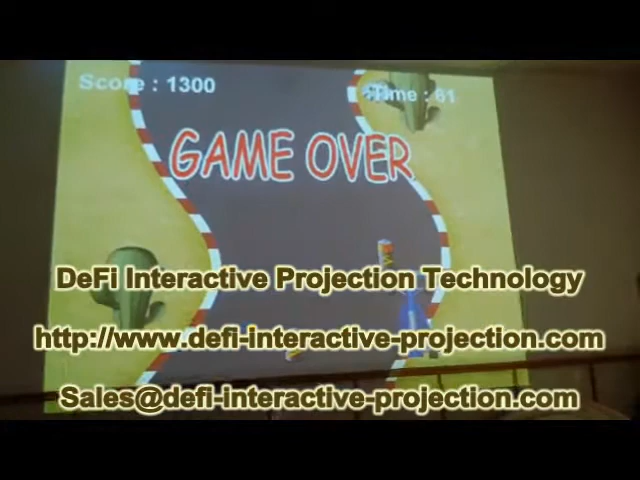 Score : 1300
Time : 61
GAME OVER
DeFi Interactive Projection Technology
http://www.defi-interactive-projection.com
Sales@defi-interactive-projection.com